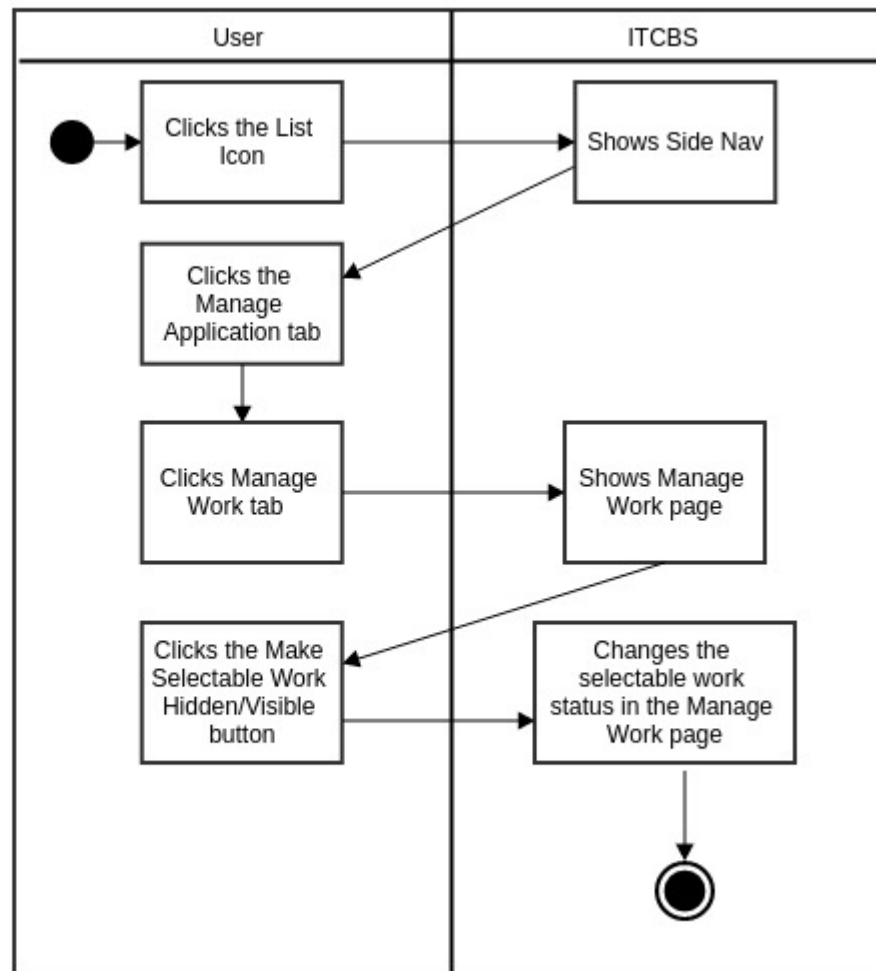 User
ITCBS
Clicks the List
Icon
Shows Side Nav
Clicks the
Manage
Application tab
Clicks Manage
Work tab
Shows Manage
Work page
Clicks the Make
Selectable Work
Hidden/Visible
button
Changes the
selectable work
status in the Manage
Work page